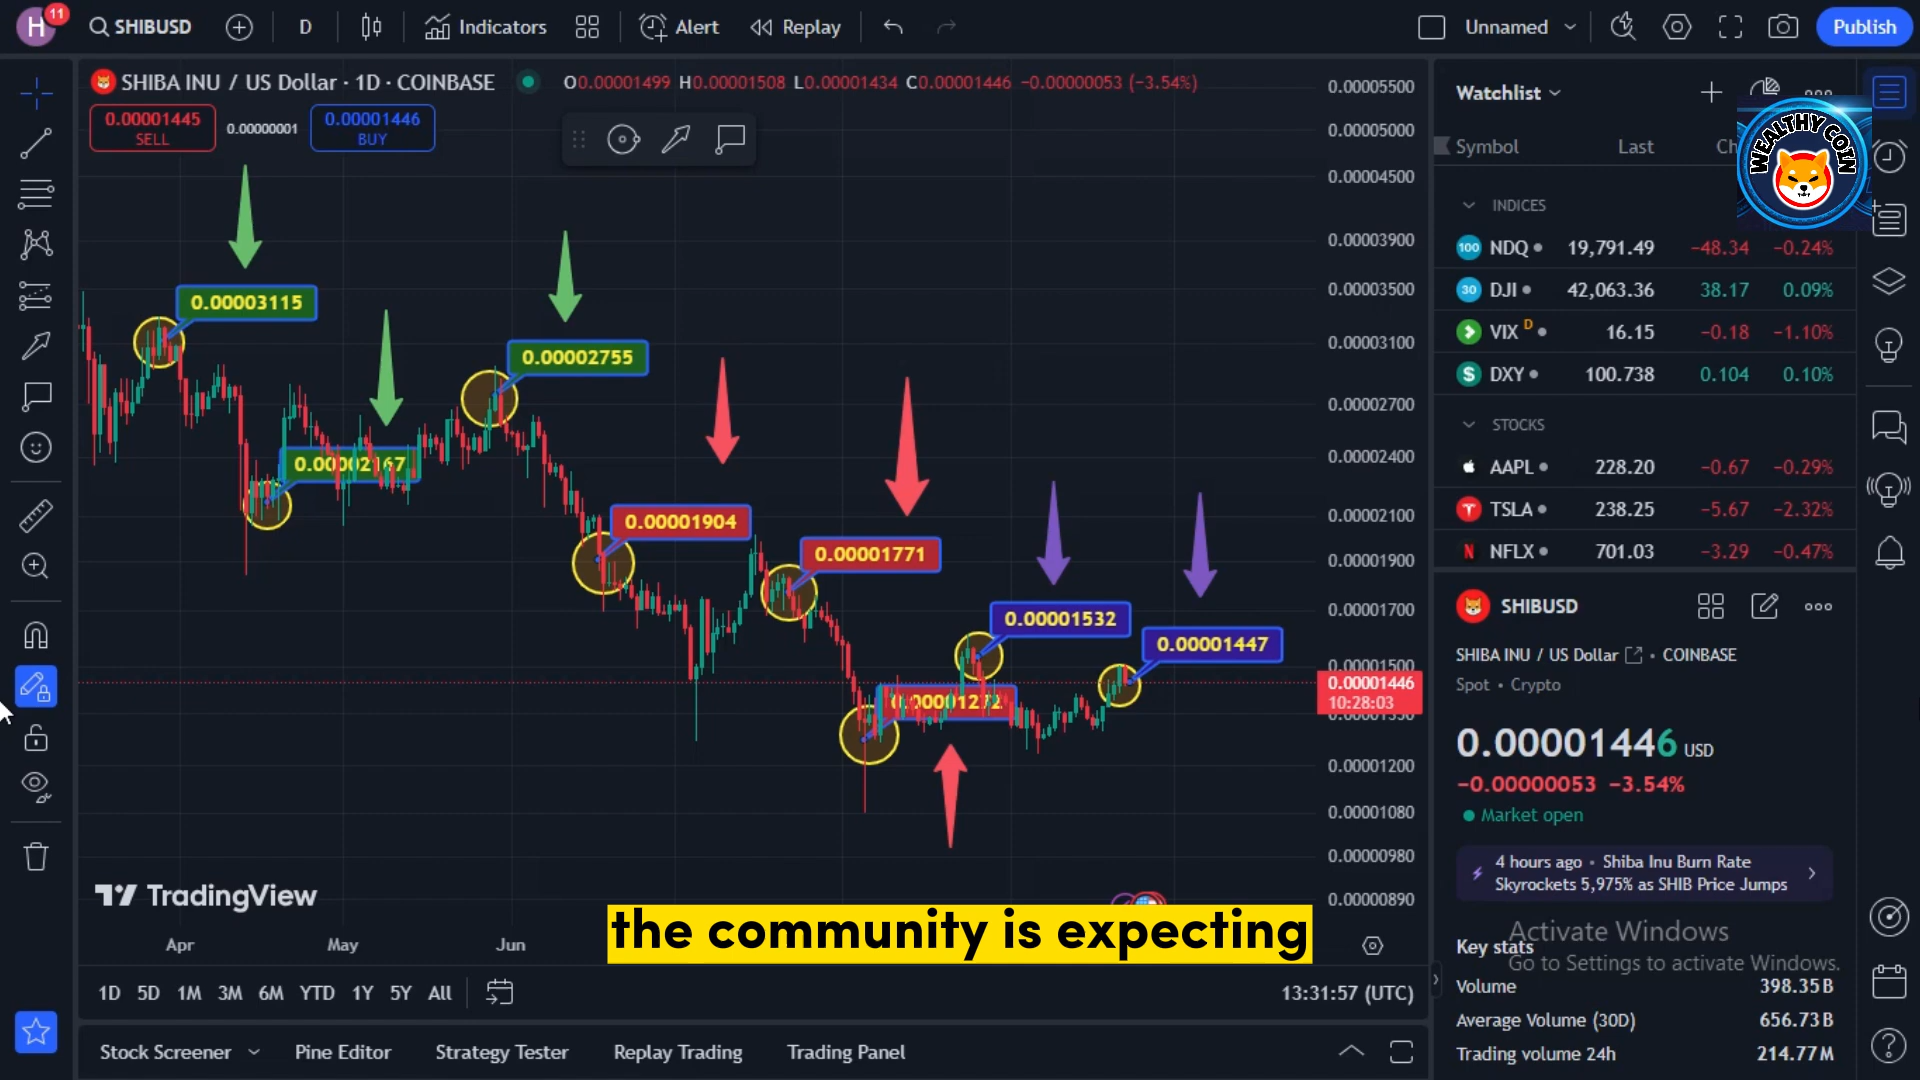 H
11
SHIBUSD
D
Indicators
Alert
Replay
Unnamed
Publish
SHIBA INU / US Dollar · 1D · COINBASE
O0.00001499 H0.00001508 L0.00001434 C0.00001446 −0.00000053 (−3.54%)
0.00001445
SELL
0.00000001
0.00001446
BUY
0.00003115
0.00002167
0.00002755
0.00001904
0.00001771
0.00001272
0.00001532
0.00001447
0.00005500
0.00005000
0.00004500
0.00003900
0.00003500
0.00003100
0.00002700
0.00002400
0.00002100
0.00001900
0.00001700
0.00001500
0.00001446
10:28:03
0.00001200
0.00001080
0.00000980
0.00000890
TradingView
Apr May Jun
the community is expecting
1D 5D 1M 3M 6M YTD 1Y 5Y All
13:31:57 (UTC)
Stock Screener Pine Editor Strategy Tester Replay Trading Trading Panel
Watchlist
WEALTHY COIN
Symbol Last
INDICES
100 NDQ 19,791.49 −48.34 −0.24%
30 DJI 42,063.36 38.17 0.09%
VIX D 16.15 −0.18 −1.10%
S DXY 100.738 0.104 0.10%
STOCKS
AAPL 228.20 −0.67 −0.29%
TSLA 238.25 −5.67 −2.32%
N NFLX 701.03 −3.29 −0.47%
SHIBUSD
SHIBA INU / US Dollar • COINBASE
Spot • Crypto
0.00001446 USD
−0.00000053 −3.54%
Market open
4 hours ago • Shiba Inu Burn Rate
Skyrockets 5,975% as SHIB Price Jumps
Activate Windows
Go to Settings to activate Windows.
Key stats
Volume 398.35B
Average Volume (30D) 656.73B
Trading volume 24h 214.77M